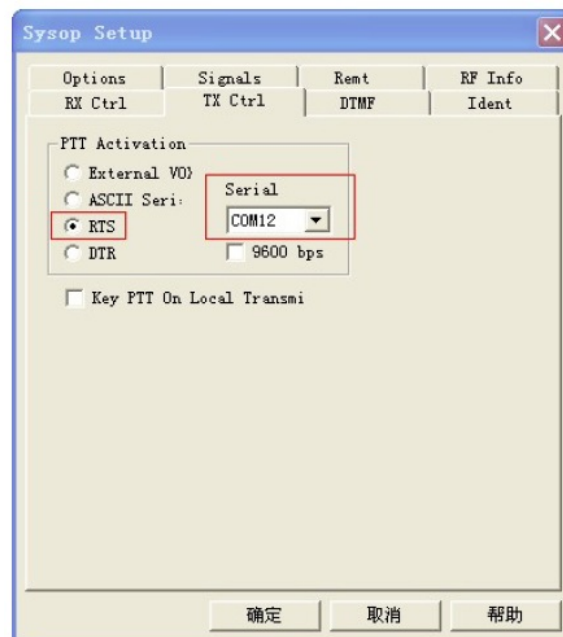 Sysop Setup
Options Signals Remt RF Info
RX Ctrl TX Ctrl DTMF Ident
PTT Activation
External VO}
ASCII Seri:
Serial
RTS
COM12
DTR
9600 bps
Key PTT On Local Transmi
确定 取消 帮助